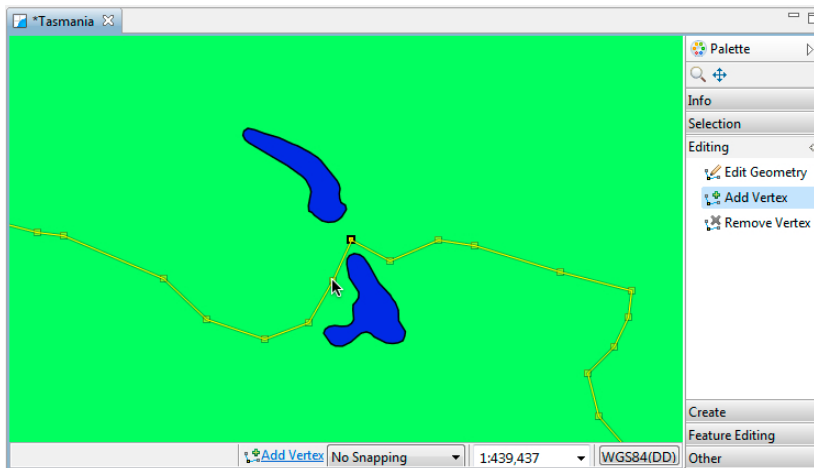 *Tasmania
Palette
Info
Selection
Editing
Edit Geometry
Add Vertex
Remove Vertex
Create
Feature Editing
Other
Add Vertex No Snapping 1:439,437 WGS84(DD)